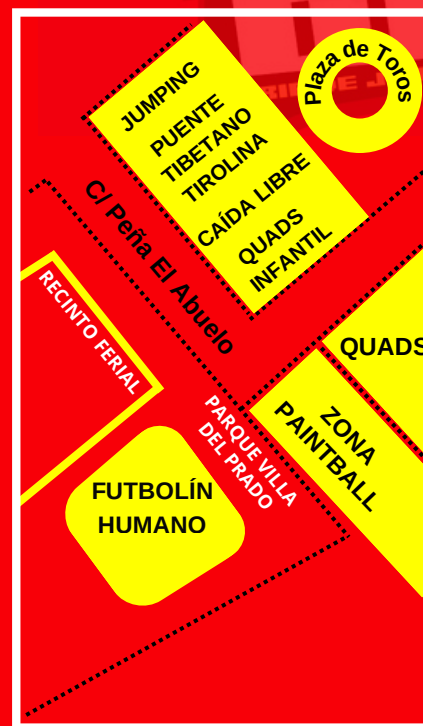 Plaza de Toros
JUMPING
PUENTE
TIBETANO
TIROLINA
CAÍDA LIBRE
QUADS
INFANTIL
C/ Peña El Abuelo
RECINTO FERIAL
QUADS
ZONA
PAINTBALL
PARQUE VILLA
DEL PRADO
FUTBOLÍN
HUMANO